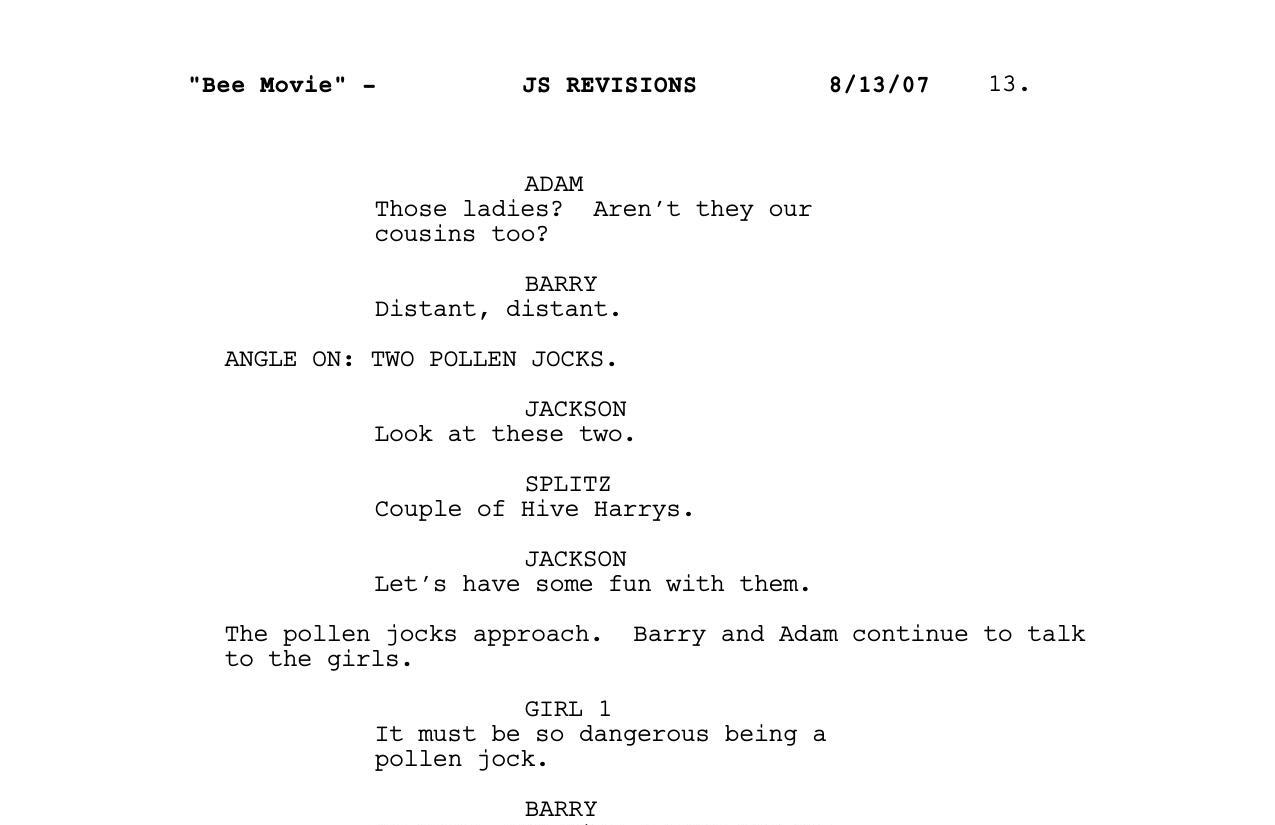 "Bee Movie" - JS REVISIONS 8/13/07 13.
ADAM
Those ladies?  Aren't they our
cousins too?
BARRY
Distant, distant.
ANGLE ON: TWO POLLEN JOCKS.
JACKSON
Look at these two.
SPLITZ
Couple of Hive Harrys.
JACKSON
Let's have some fun with them.
The pollen jocks approach.  Barry and Adam continue to talk
to the girls.
GIRL 1
It must be so dangerous being a
pollen jock.
BARRY